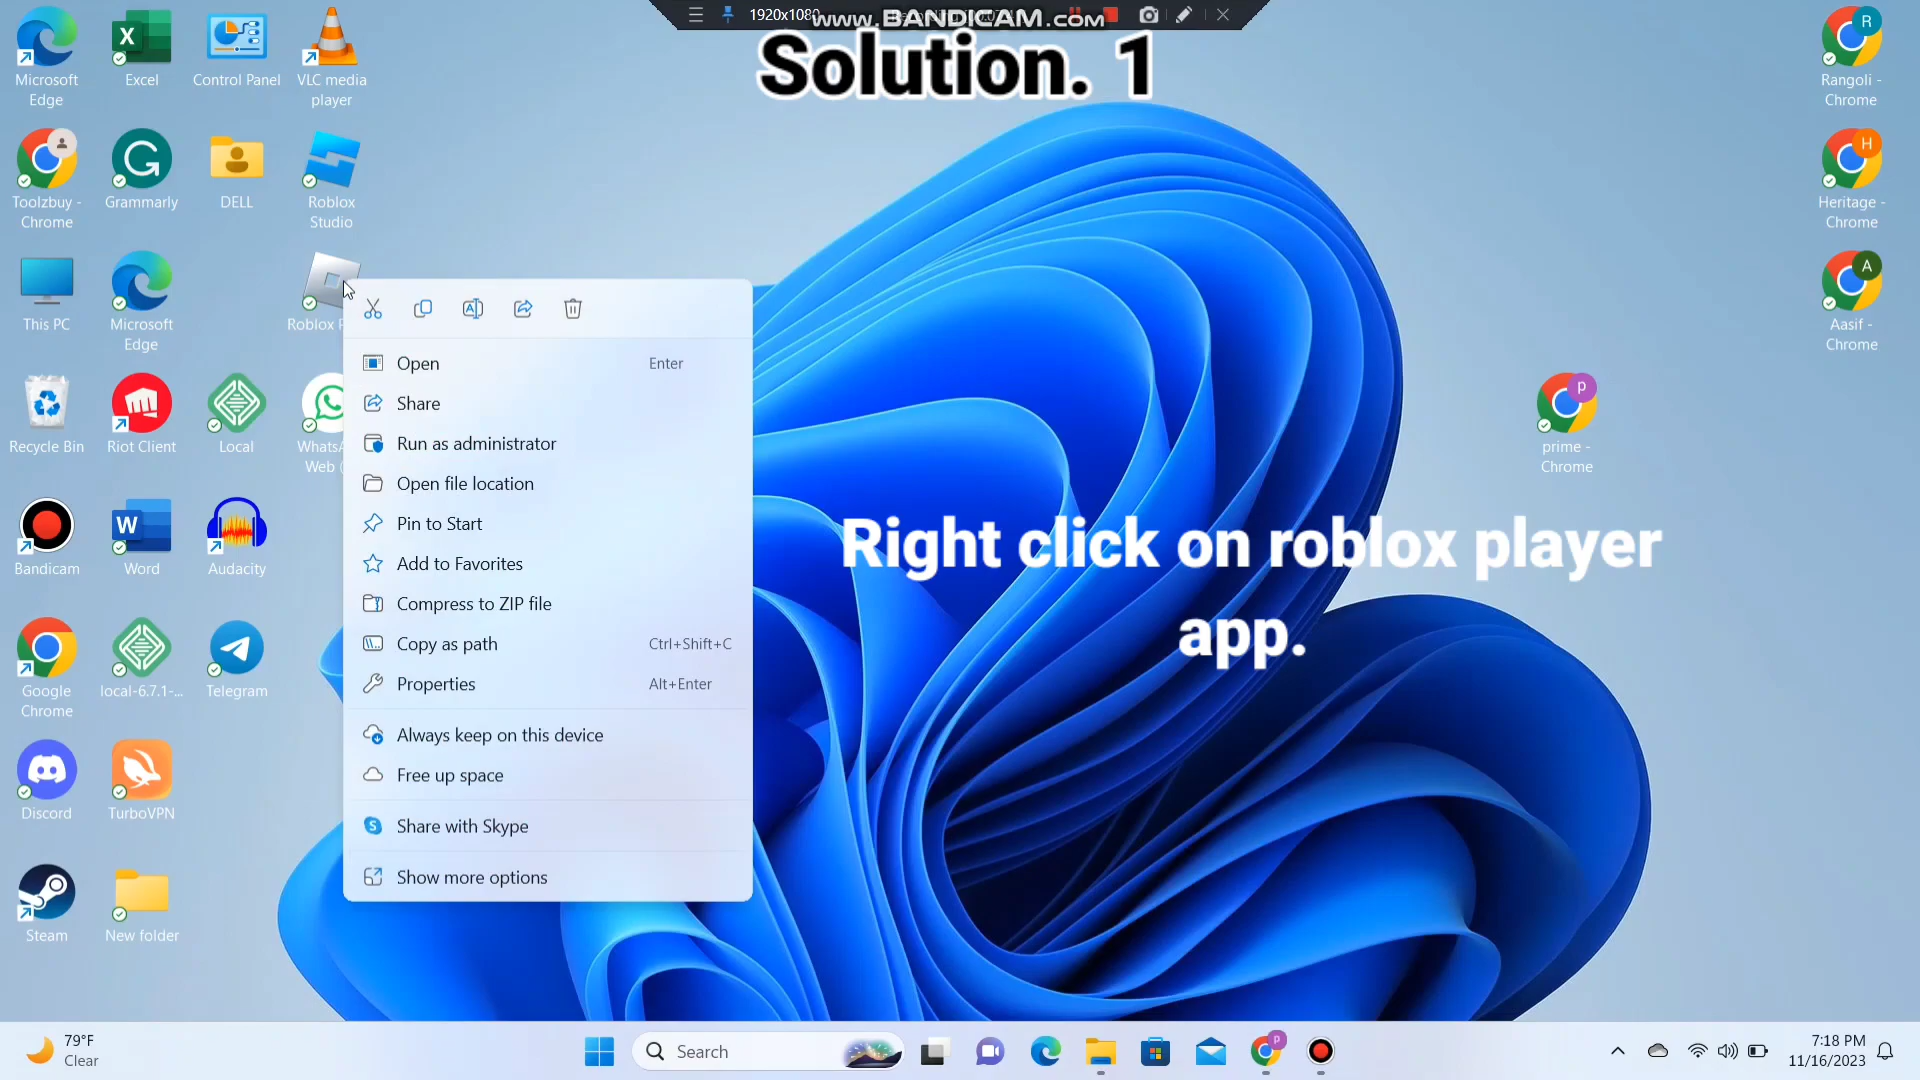 1920x1080
www.BANDICAM.com
Solution. 1
Microsoft
Edge
Excel
Control Panel
VLC media
player
Rangoli -
Chrome
R
Toolzbuy -
Chrome
Grammarly
DELL
Roblox
Studio
Heritage -
Chrome
H
This PC
Microsoft
Edge
Roblox P
Aasif -
Chrome
A
Open
Enter
Share
Run as administrator
Open file location
Pin to Start
Add to Favorites
Compress to ZIP file
Copy as path
Ctrl+Shift+C
Properties
Alt+Enter
Always keep on this device
Free up space
Share with Skype
Show more options
Recycle Bin
Riot Client
Local
WhatsA
Web (
prime -
Chrome
p
Right click on roblox player
app.
Bandicam
Word
Audacity
Google
Chrome
local-6.7.1-...
Telegram
Discord
TurboVPN
Steam
New folder
79°F
Clear
Search
7:18 PM
11/16/2023